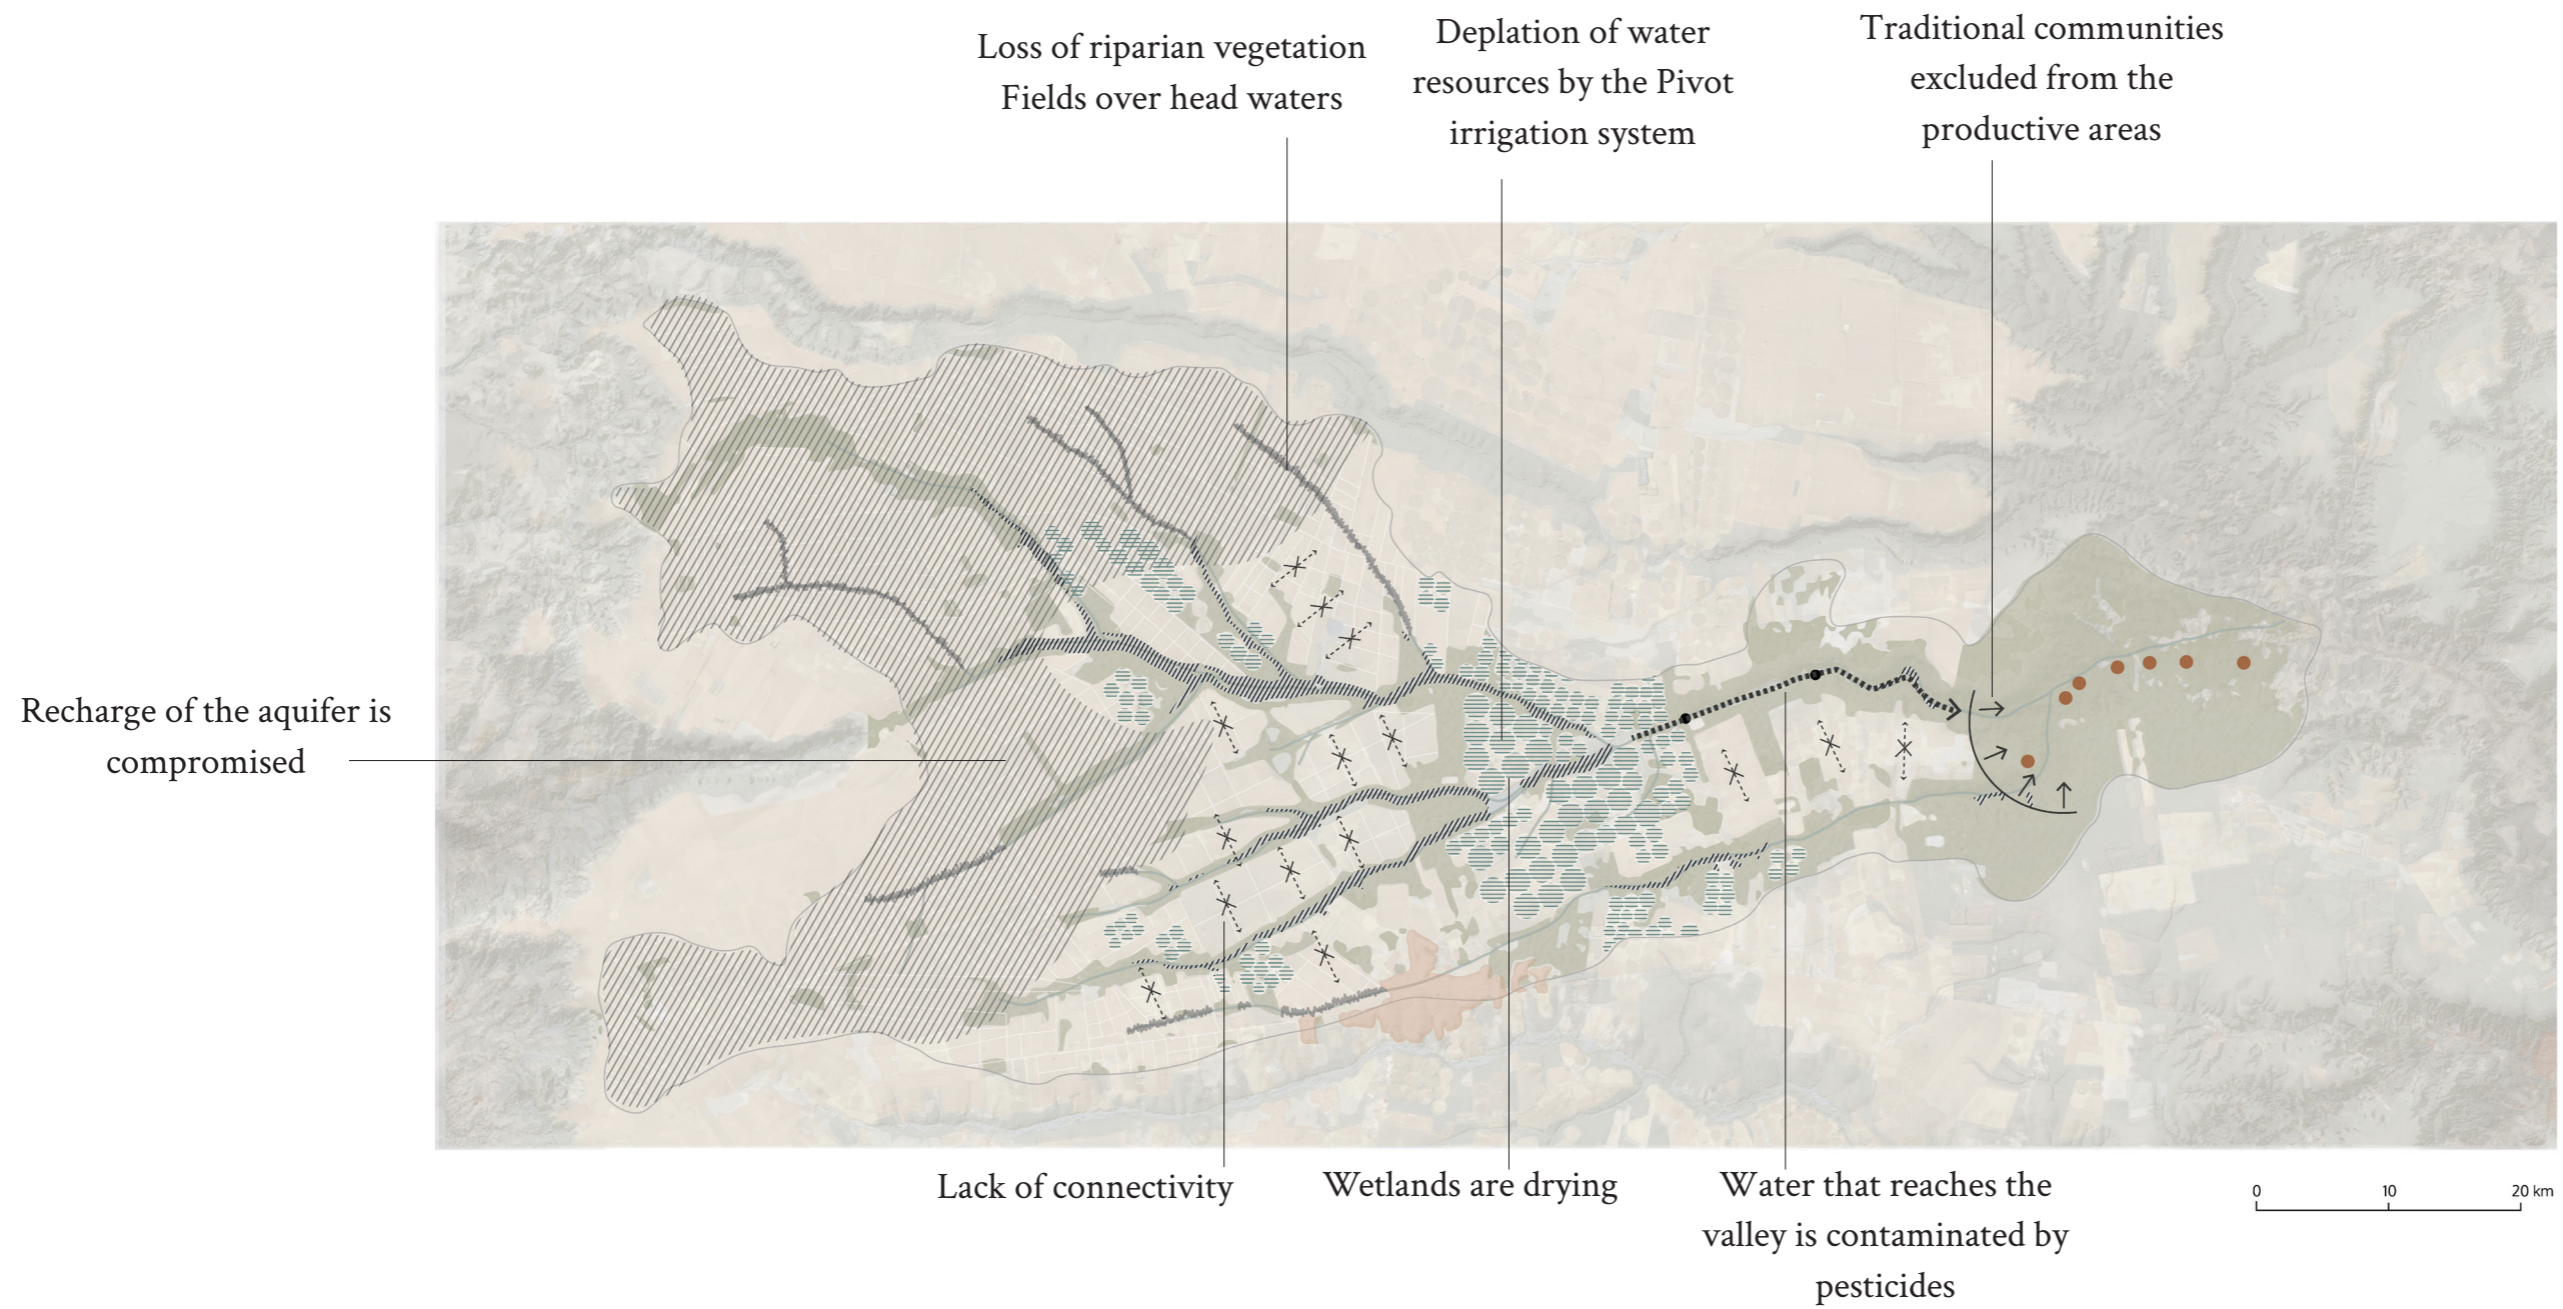 Loss of riparian vegetation
Fields over head waters
Deplation of water
resources by the Pivot
irrigation system
Traditional communities
excluded from the
productive areas
Recharge of the aquifer is
compromised
Lack of connectivity
Wetlands are drying
Water that reaches the
valley is contaminated by
pesticides
0 10 20 km